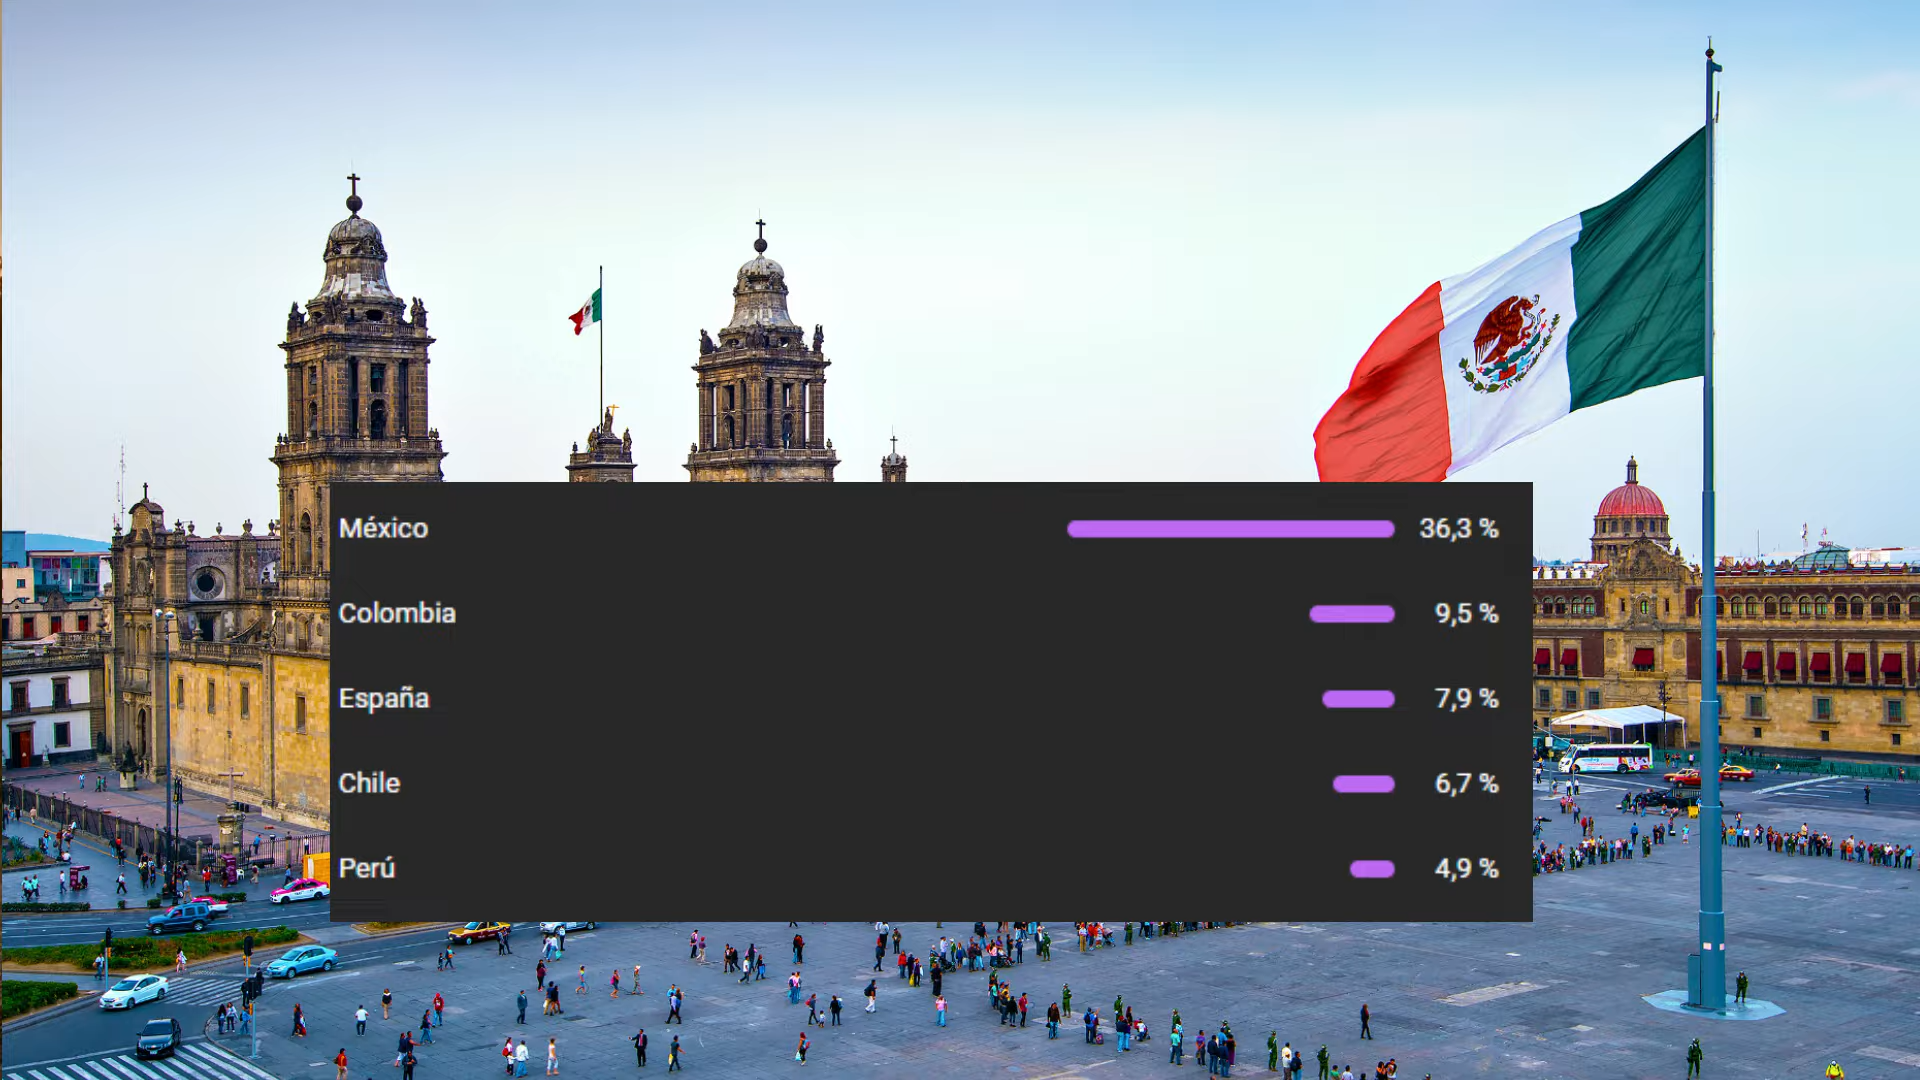 México 36,3 %
Colombia 9,5 %
España 7,9 %
Chile 6,7 %
Perú 4,9 %